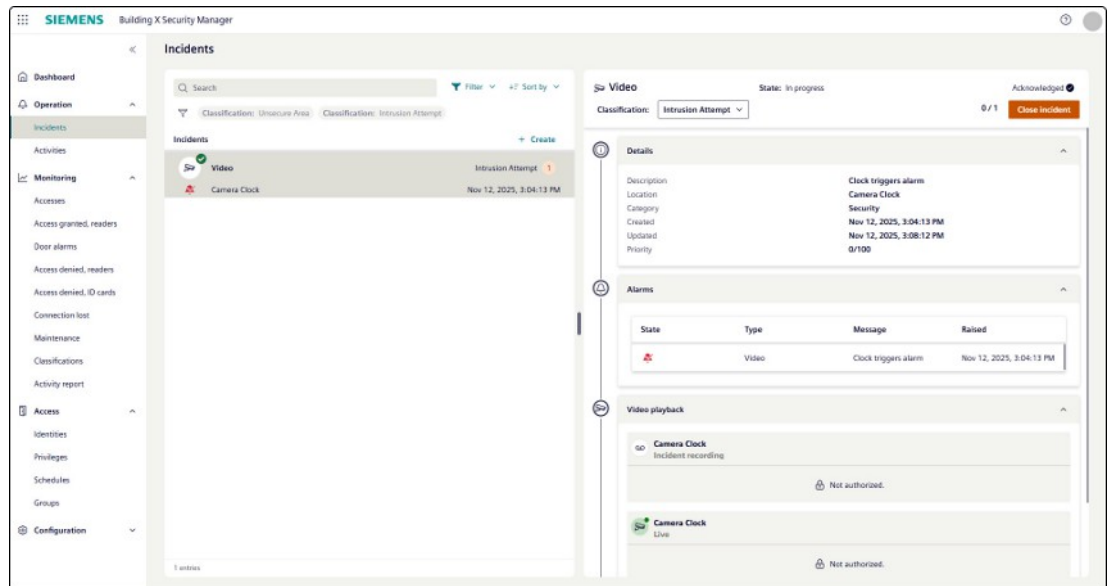 SIEMENS Building X Security Manager
Incidents
Dashboard
Operation
Incidents
Activities
Monitoring
Accesses
Access granted, readers
Door alarms
Access denied, readers
Access denied, ID cards
Connection lost
Maintenance
Classifications
Activity report
Access
Identities
Privileges
Schedules
Groups
Configuration
Search
Filter
Sort by
Classification: Unsecure Area
Classification: Intrusion Attempt
Incidents
+ Create
Video
Intrusion Attempt 1
Camera Clock
Nov 12, 2025, 3:04:13 PM
1 entries
Video
State: In progress
Acknowledged
Classification: Intrusion Attempt
0/1
Close incident
Details
Description Clock triggers alarm
Location Camera Clock
Category Security
Created Nov 12, 2025, 3:04:13 PM
Updated Nov 12, 2025, 3:08:12 PM
Priority 0/100
Alarms
State Type Message Raised
Video Clock triggers alarm Nov 12, 2025, 3:04:13 PM
Video playback
Camera Clock
Incident recording
Not authorized.
Camera Clock
Live
Not authorized.